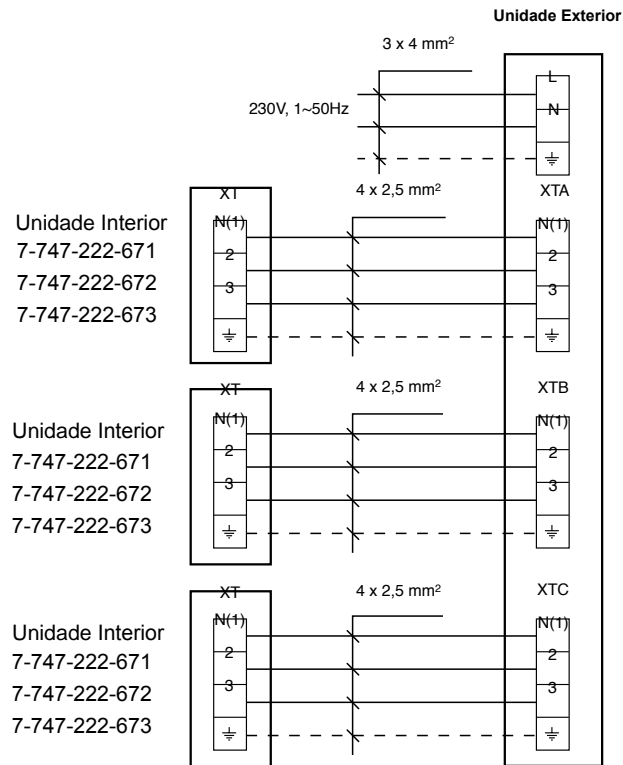 Unidade Exterior
3 x 4 mm²
L
230V, 1~50Hz
N
XT
4 x 2,5 mm²
XTA
Unidade Interior
7-747-222-671
7-747-222-672
7-747-222-673
N(1)
2
3
N(1)
2
3
XT
4 x 2,5 mm²
XTB
Unidade Interior
7-747-222-671
7-747-222-672
7-747-222-673
N(1)
2
3
N(1)
2
3
XT
4 x 2,5 mm²
XTC
Unidade Interior
7-747-222-671
7-747-222-672
7-747-222-673
N(1)
2
3
N(1)
2
3